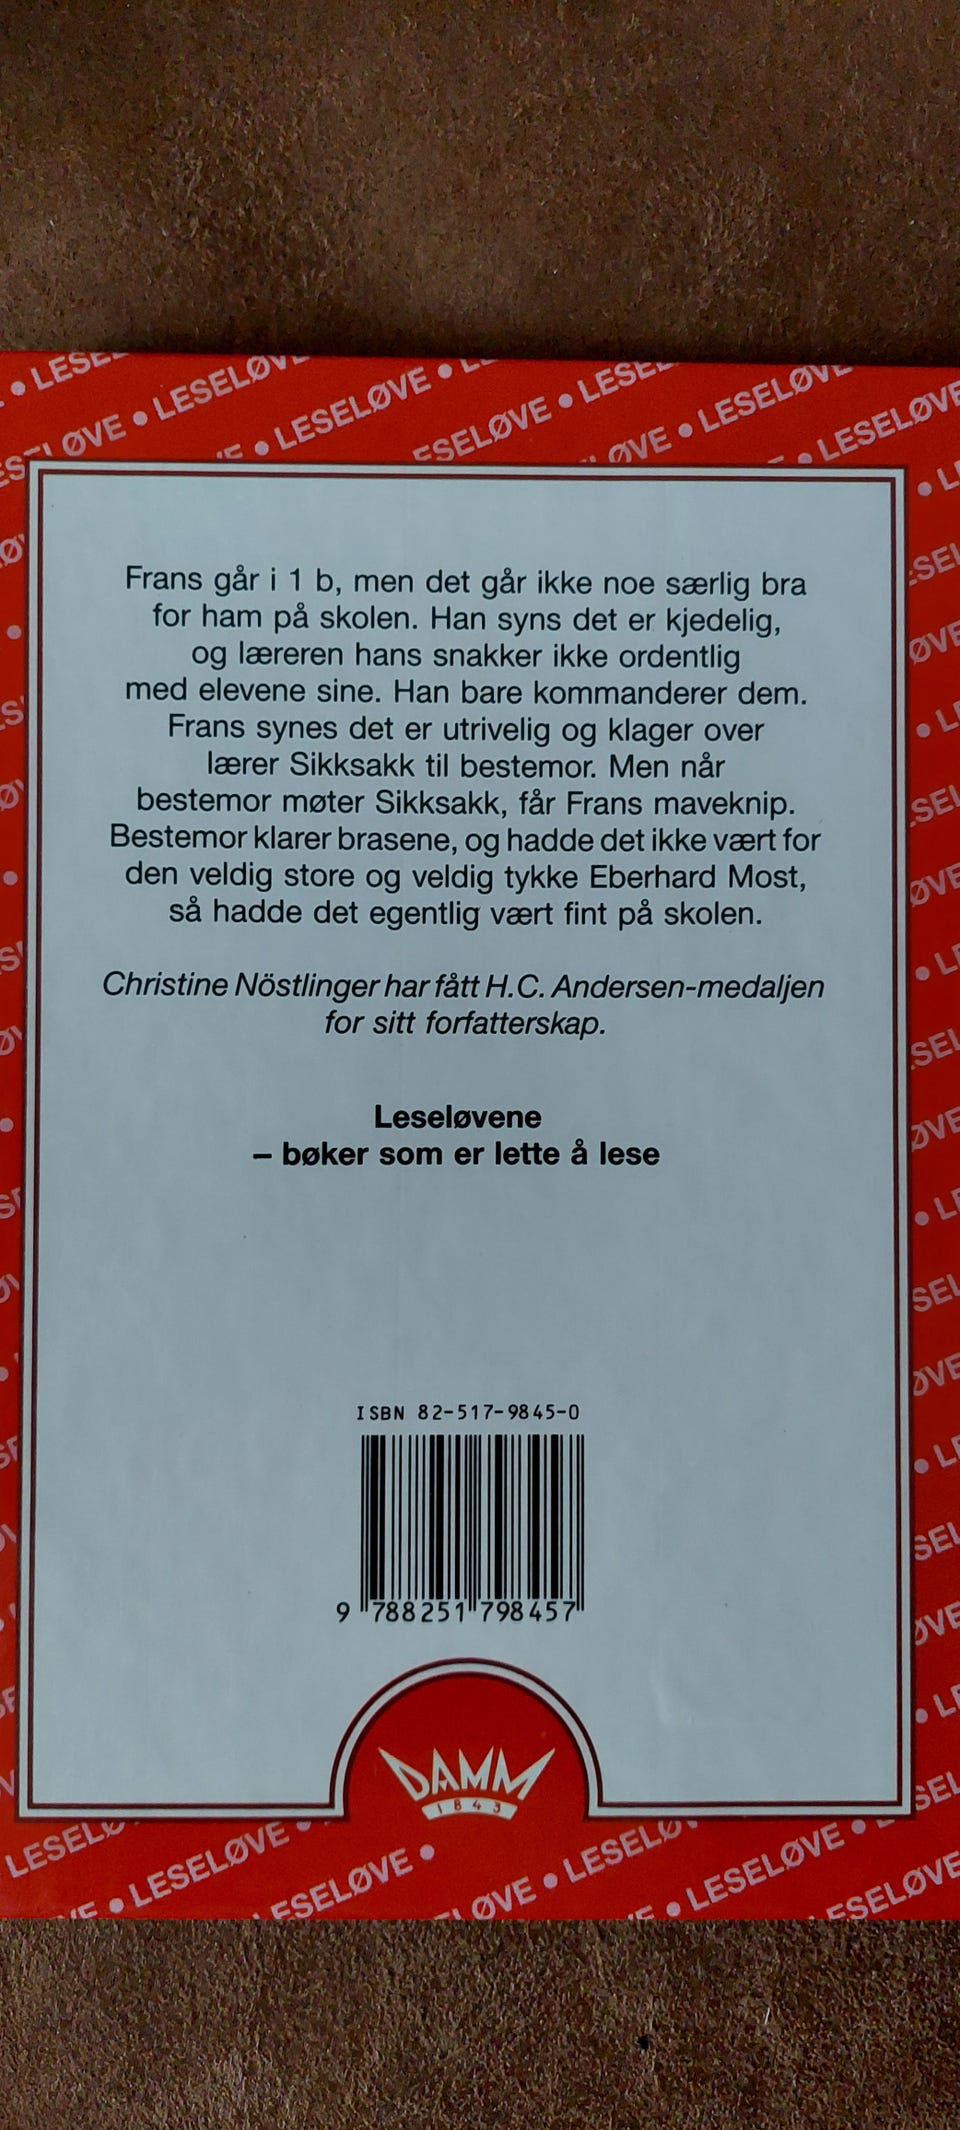 • LESE
LESELØVE • LESELØVE • LESELØVE • LESELØVE
Frans går i 1 b, men det går ikke noe særlig bra
for ham på skolen. Han syns det er kjedelig,
og læreren hans snakker ikke ordentlig
med elevene sine. Han bare kommanderer dem.
Frans synes det er utrivelig og klager over
lærer Sikksakk til bestemor. Men når
bestemor møter Sikksakk, får Frans maveknip.
Bestemor klarer brasene, og hadde det ikke vært for
den veldig store og veldig tykke Eberhard Most,
så hadde det egentlig vært fint på skolen.
Christine Nöstlinger har fått H.C. Andersen-medaljen
for sitt forfatterskap.
Leseløvene
– bøker som er lette å lese
ISBN 82-517-9845-0
9 788251 798457
DAMM
1843
LESELØVE • LESELØVE • LESELØVE • LESELØVE